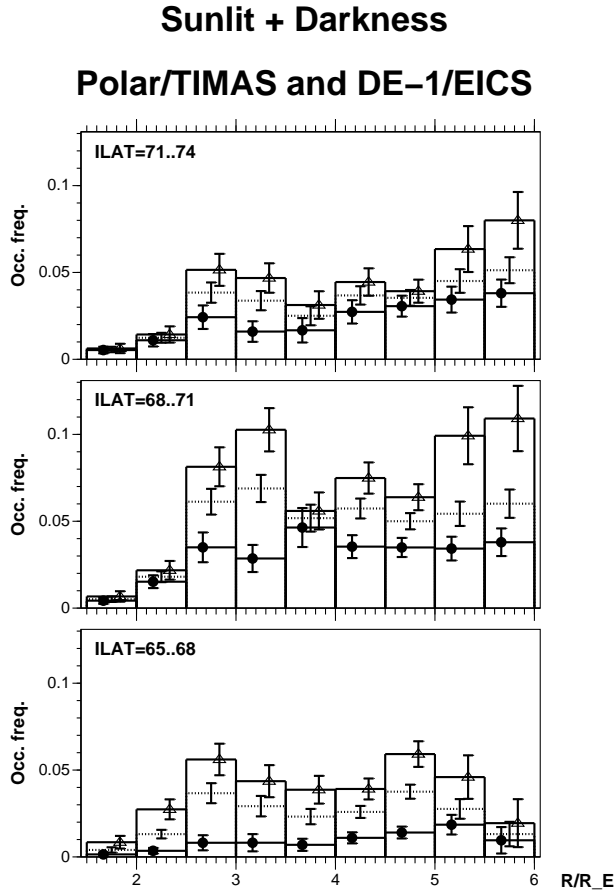 Sunlit + Darkness
Polar/TIMAS and DE−1/EICS
ILAT=71..74
0.1
0.05
0
Occ. freq.
ILAT=68..71
0.1
0.05
0
Occ. freq.
ILAT=65..68
0.1
0.05
0
Occ. freq.
2 3 4 5 6 R/R_E